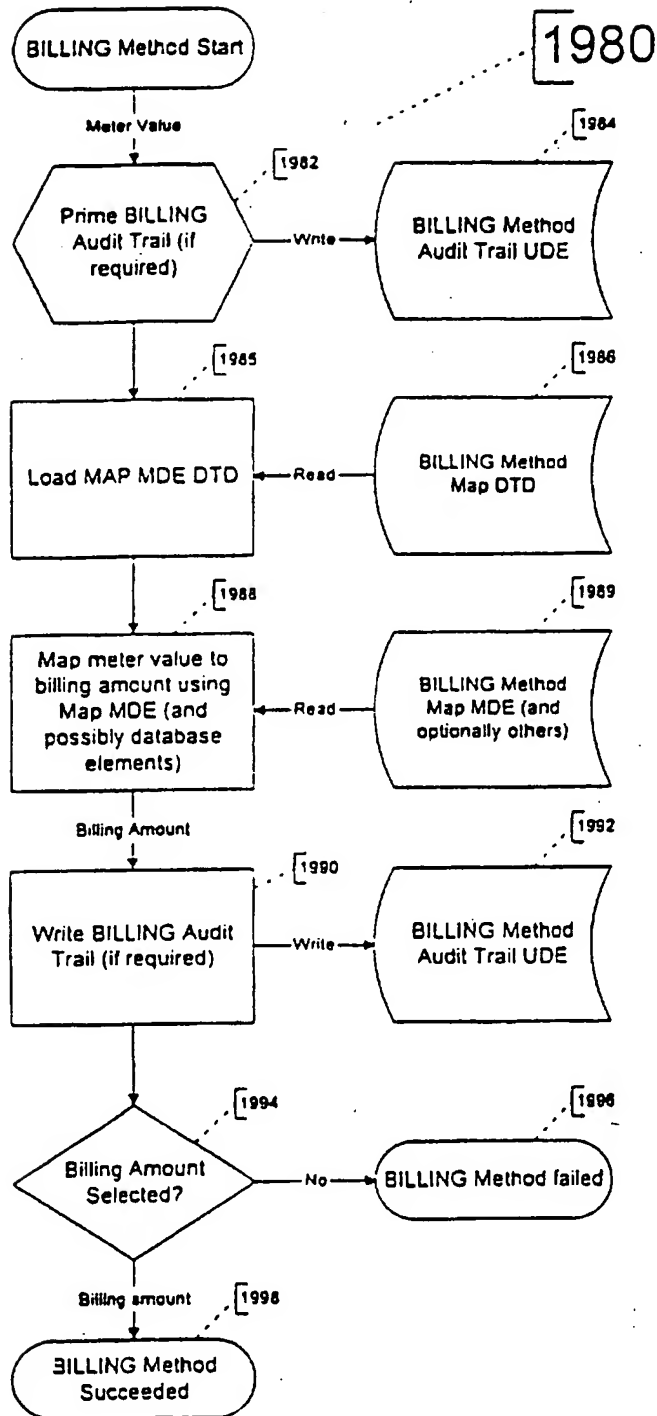 BILLING Method Start
1980
Meter Value
1982
1984
Prime BILLING
Audit Trail (if
required)
Write
BILLING Method
Audit Trail UDE
1985
1986
Load MAP MDE DTD
Read
BILLING Method
Map DTD
1988
1989
Map meter value to
billing amount using
Map MDE (and
possibly database
elements)
Read
BILLING Method
Map MDE (and
optionally others)
Billing Amount
1990
1992
Write BILLING Audit
Trail (if required)
Write
BILLING Method
Audit Trail UDE
1994
1996
Billing Amount
Selected?
No
BILLING Method failed
Billing amount
1998
BILLING Method
Succeeded